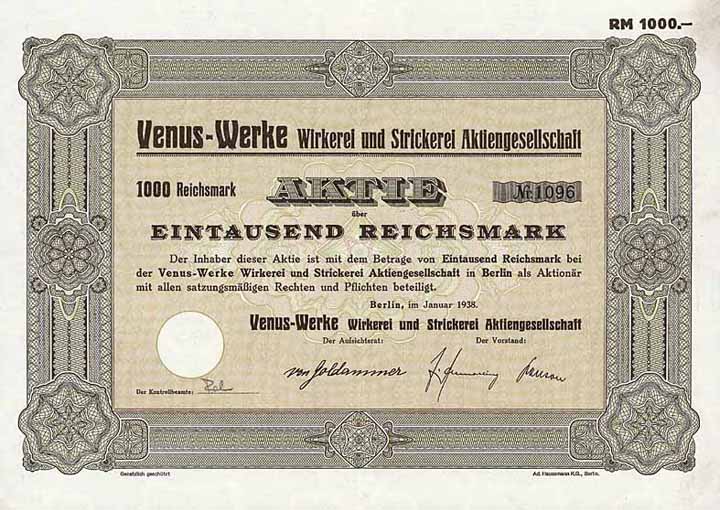 RM 1000.—
Venus-Werke Wirkerei und Strickerei Aktiengesellschaft
1000 Reichsmark AKTIE Nr. 1096
über
EINTAUSEND REICHSMARK
Der Inhaber dieser Aktie ist mit dem Betrage von Eintausend Reichsmark bei
der Venus-Werke Wirkerei und Strickerei Aktiengesellschaft in Berlin als Aktionär
mit allen satzungsmäßigen Rechten und Pflichten beteiligt.
Berlin, im Januar 1938.
Venus-Werke Wirkerei und Strickerei Aktiengesellschaft
Der Aufsichtsrat: Der Vorstand:
von Goldammer
Der Kontrollbeamte:
Gesetzlich geschützt Ad. Haussmann K.G., Berlin.